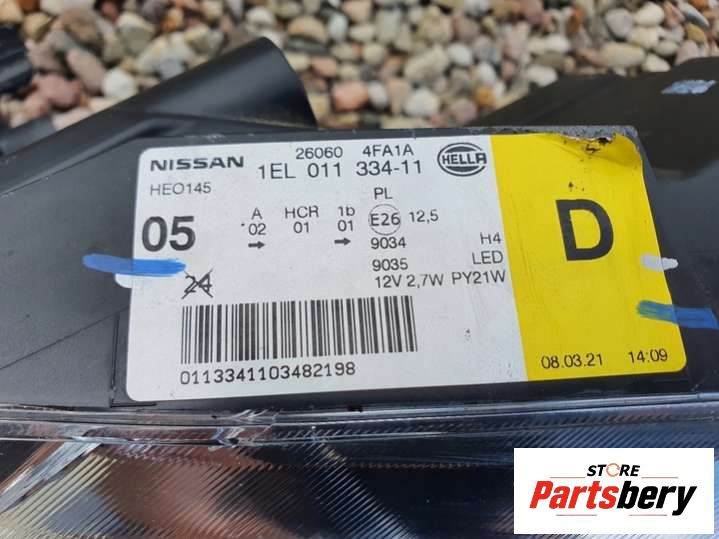 NISSAN 26060 4FA1A
HEO145 1EL 011 334-11 HELLA
PL
05 A HCR 1b E26 12,5
02 01 01
9034 H4
9035 LED
24 12V 2,7W PY21W
D
0113341103482198
08.03.21 14:09
STORE
Partsbery